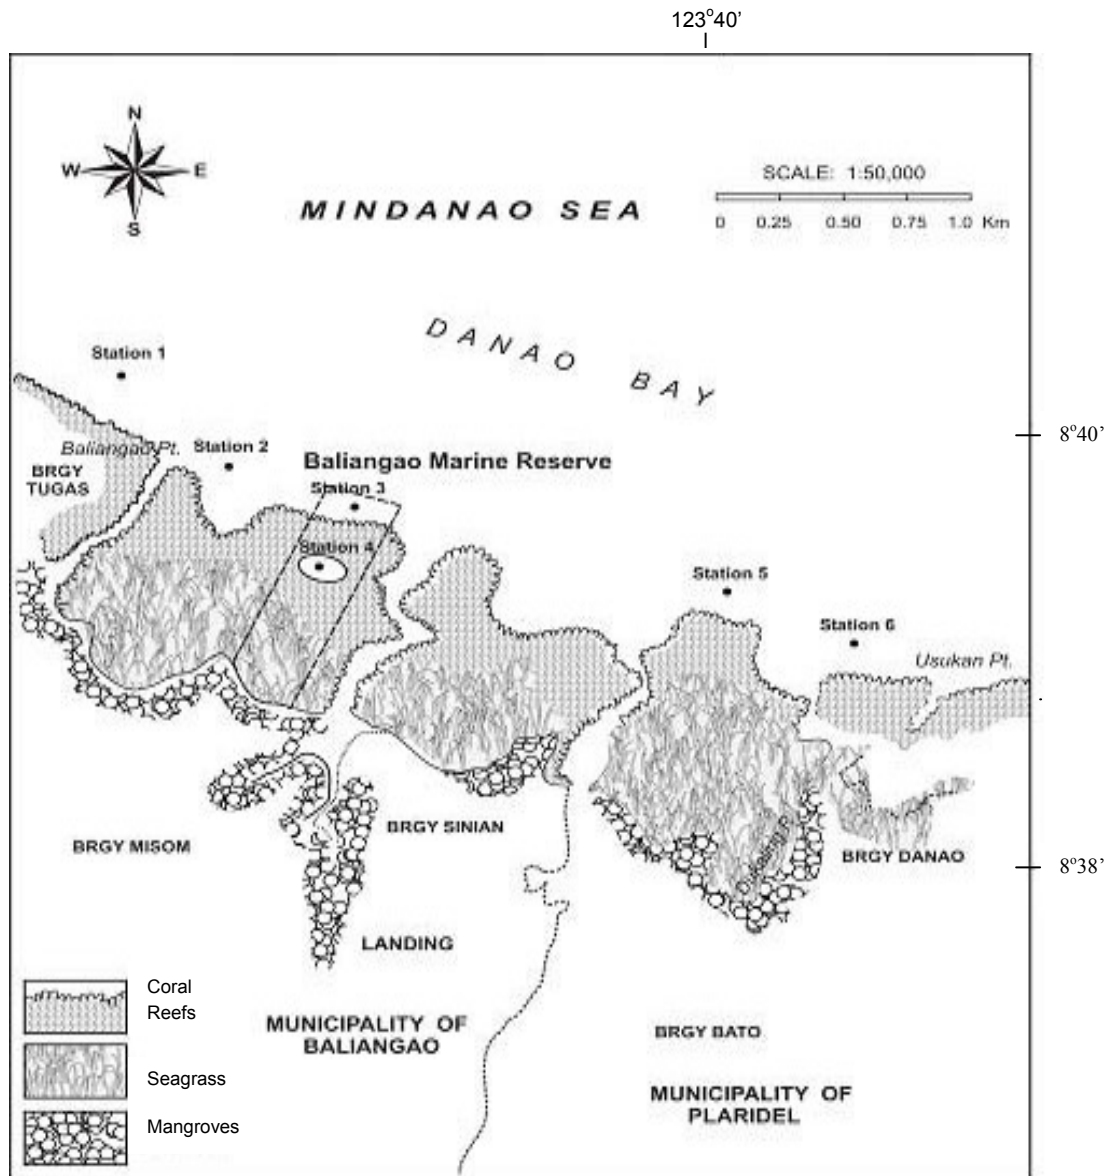 123°40'
N
W E
S
SCALE: 1:50,000
0 0.25 0.50 0.75 1.0 Km
MINDANAO SEA
DANAO BAY
Station 1
8°40'
Baliangao Pt.
Station 2
BRGY
TUGAS
Baliangao Marine Reserve
Station 3
Station 4
Station 5
Station 6
Usukan Pt.
BRGY SINIAN
BRGY MISOM
BRGY DANAO
8°38'
LANDING
Coral
Reefs
MUNICIPALITY OF
BALIANGAO
BRGY BATO
Seagrass
MUNICIPALITY OF
PLARIDEL
Mangroves